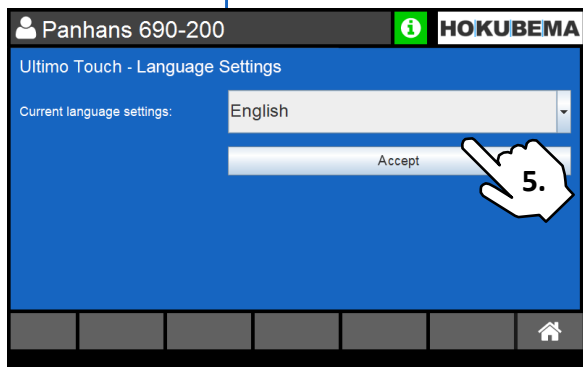 Panhans 690-200
i
HOKUBEMA
Ultimo Touch - Language Settings
Current language settings:
English
Accept
5.